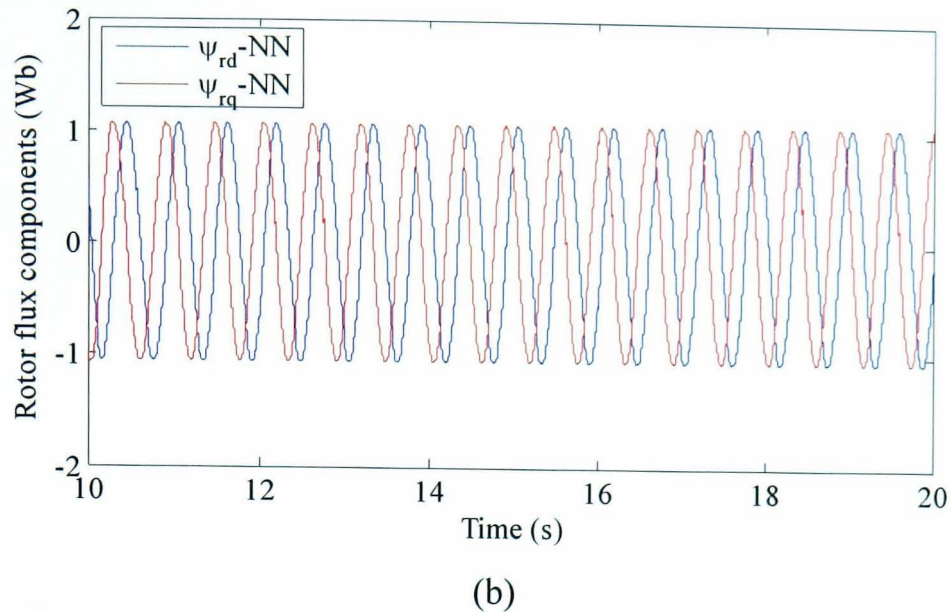 2
ψrd-NN
ψrq-NN
1
0
-1
-2
Rotor flux components (Wb)
10 12 14 16 18 20
Time (s)
(b)